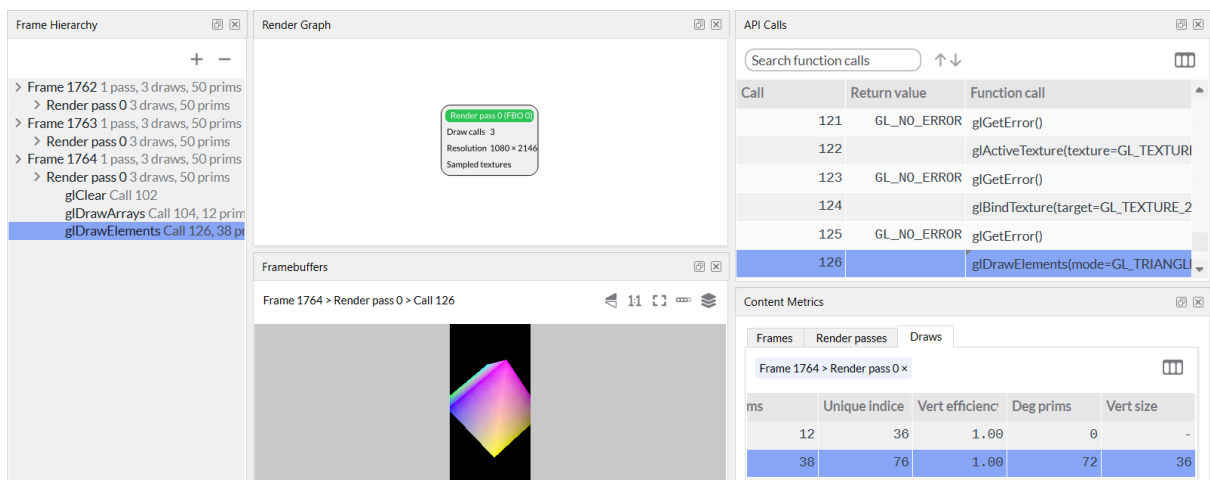 Frame Hierarchy
+ −
> Frame 1762 1 pass, 3 draws, 50 prims
> Render pass 0 3 draws, 50 prims
> Frame 1763 1 pass, 3 draws, 50 prims
> Render pass 0 3 draws, 50 prims
> Frame 1764 1 pass, 3 draws, 50 prims
> Render pass 0 3 draws, 50 prims
glClear Call 102
glDrawArrays Call 104, 12 prim
glDrawElements Call 126, 38 pr
Render Graph
Render pass 0 (FBO 0)
Draw calls 3
Resolution 1080 × 2146
Sampled textures
Framebuffers
Frame 1764 > Render pass 0 > Call 126
1:1
API Calls
Search function calls
Call Return value Function call
121 GL_NO_ERROR glGetError()
122 glActiveTexture(texture=GL_TEXTURE
123 GL_NO_ERROR glGetError()
124 glBindTexture(target=GL_TEXTURE_2
125 GL_NO_ERROR glGetError()
126 glDrawElements(mode=GL_TRIANGL
Content Metrics
Frames Render passes Draws
Frame 1764 > Render pass 0 ×
ms Unique indice Vert efficienc Deg prims Vert size
12 36 1.00 0 -
38 76 1.00 72 36